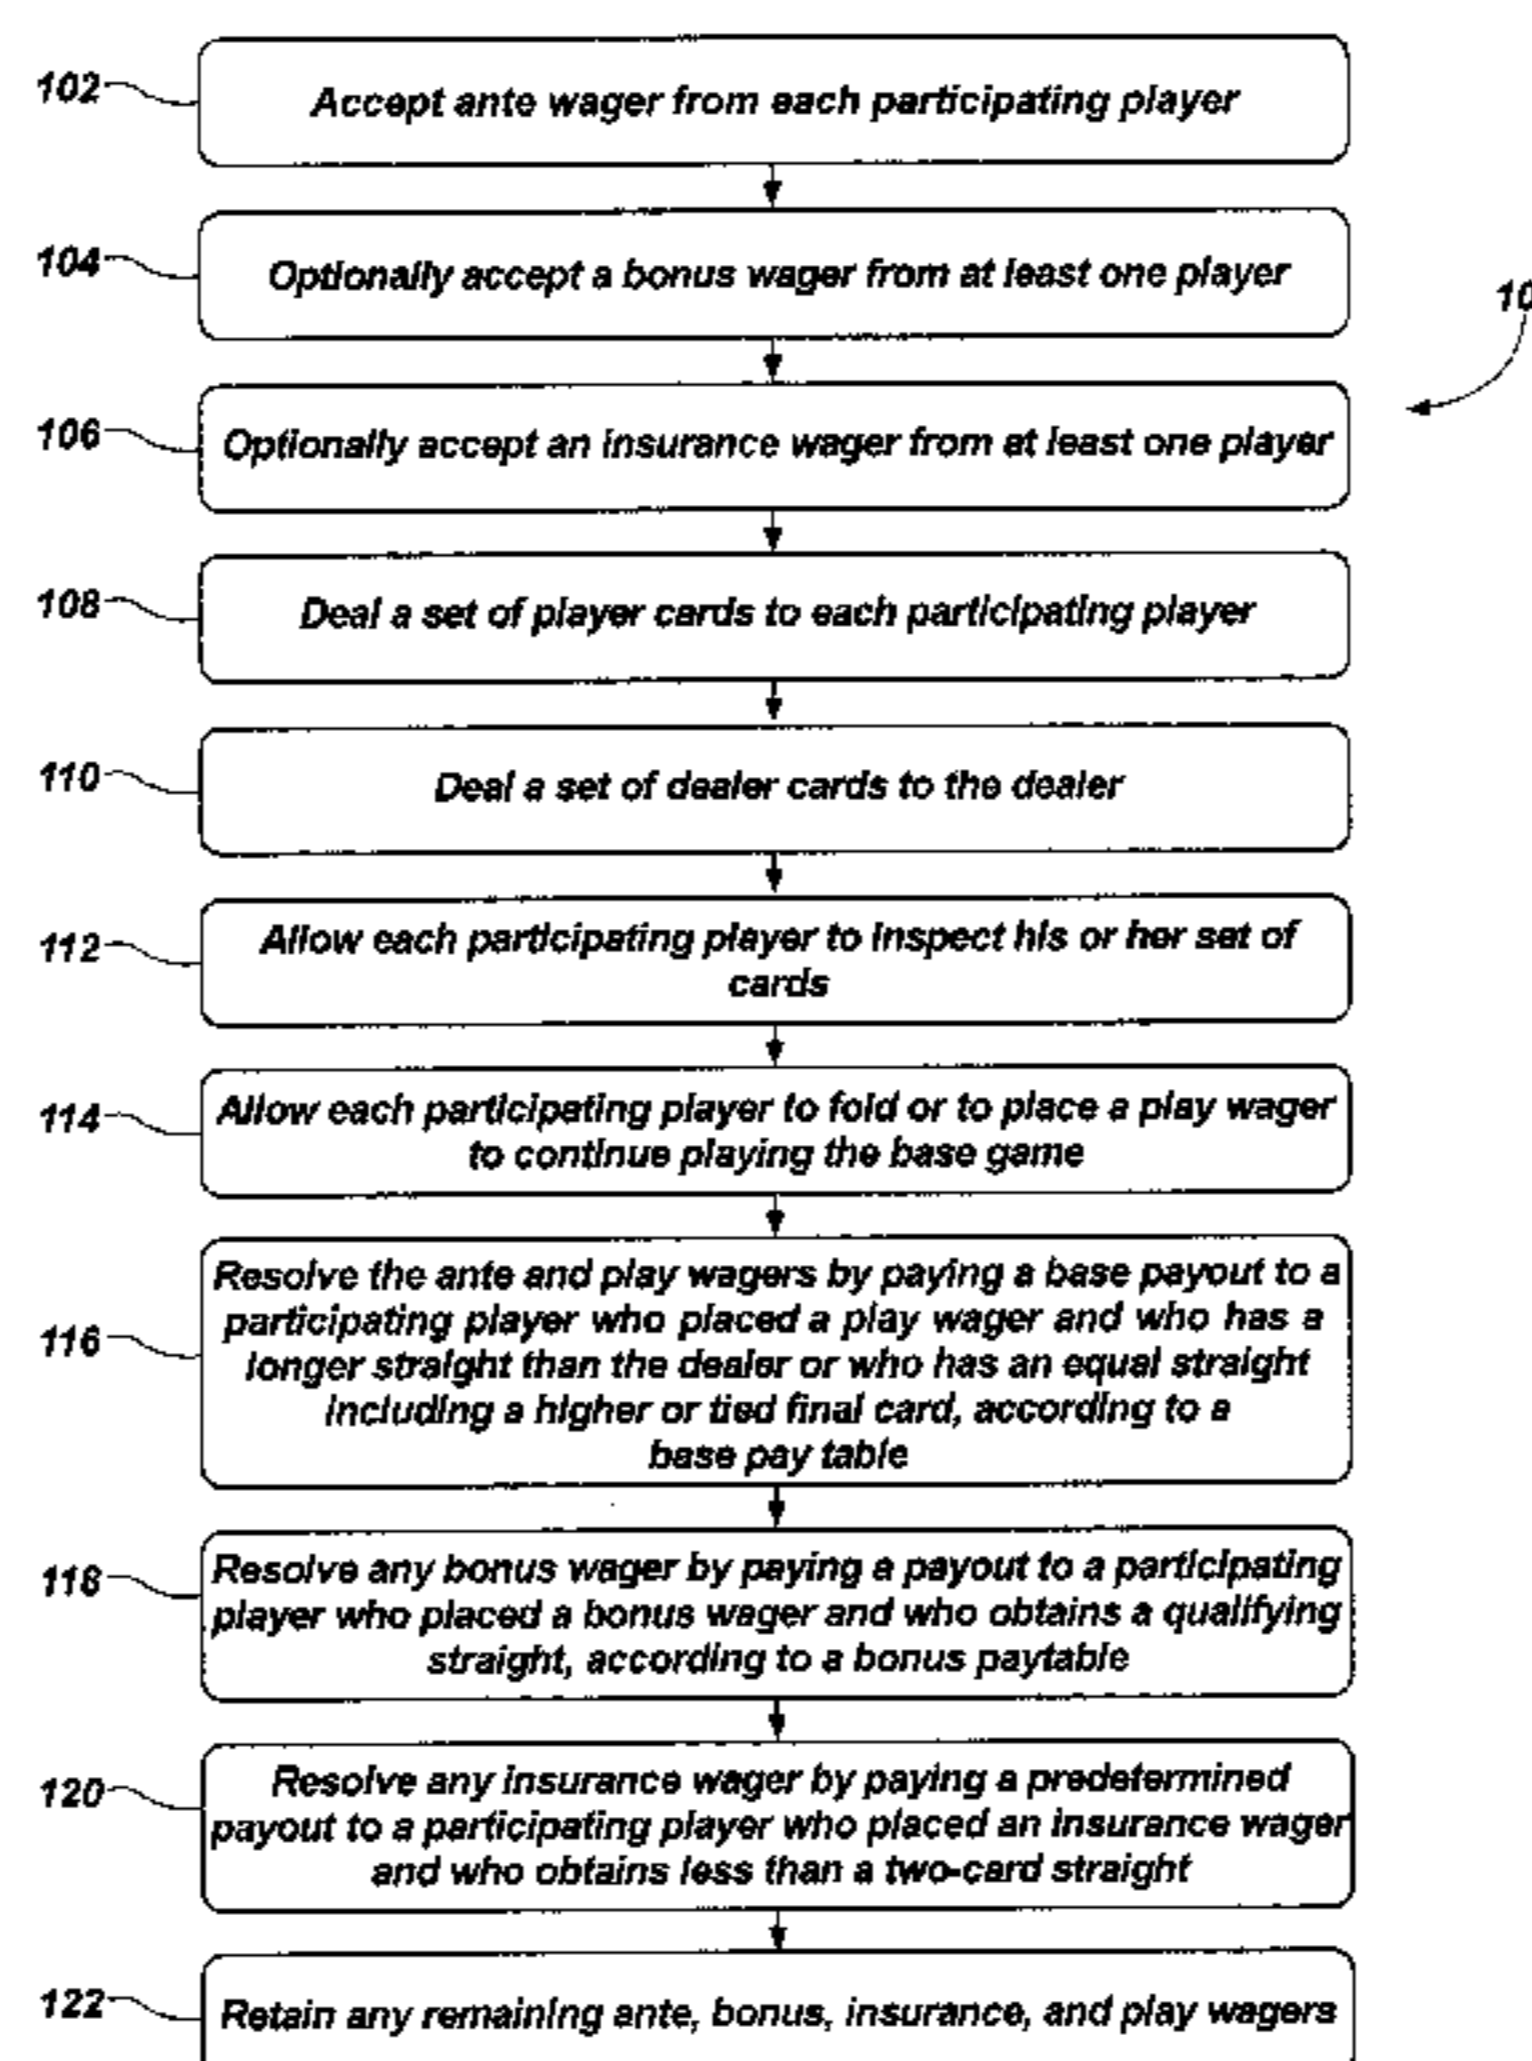 102
Accept ante wager from each participating player
104
Optionally accept a bonus wager from at least one player
10
106
Optionally accept an insurance wager from at least one player
108
Deal a set of player cards to each participating player
110
Deal a set of dealer cards to the dealer
112
Allow each participating player to inspect his or her set of
cards
114
Allow each participating player to fold or to place a play wager
to continue playing the base game
116
Resolve the ante and play wagers by paying a base payout to a
participating player who placed a play wager and who has a
longer straight than the dealer or who has an equal straight
including a higher or tied final card, according to a
base pay table
118
Resolve any bonus wager by paying a payout to a participating
player who placed a bonus wager and who obtains a qualifying
straight, according to a bonus paytable
120
Resolve any insurance wager by paying a predetermined
payout to a participating player who placed an insurance wager
and who obtains less than a two-card straight
122
Retain any remaining ante, bonus, insurance, and play wagers